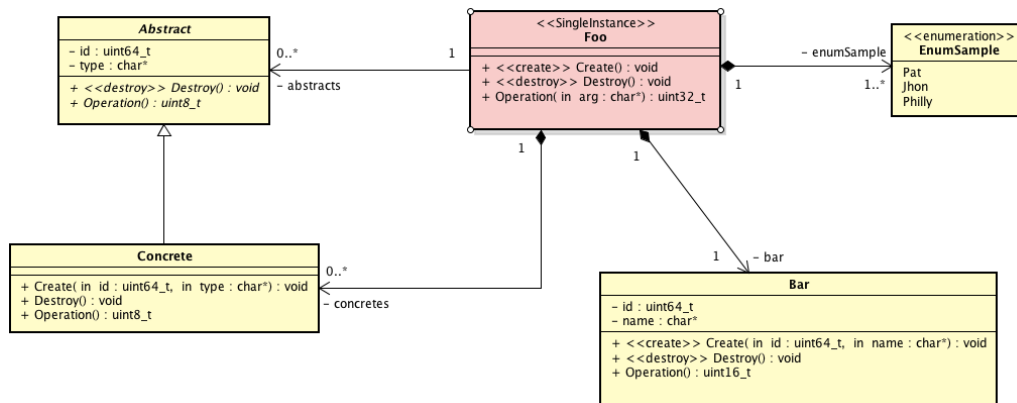 Abstract
– id : uint64_t
– type : char*
+ <<destroy>> Destroy() : void
+ Operation() : uint8_t
0..*
– abstracts
1
<<SingleInstance>>
Foo
+ <<create>> Create() : void
+ <<destroy>> Destroy() : void
+ Operation( in arg : char*) : uint32_t
– enumSample
1
1..*
<<enumeration>>
EnumSample
Pat
Jhon
Philly
1
1
Concrete
+ Create( in id : uint64_t, in type : char*) : void
+ Destroy() : void
+ Operation() : uint8_t
0..*
– concretes
1
– bar
Bar
– id : uint64_t
– name : char*
+ <<create>> Create( in id : uint64_t, in name : char*) : void
+ <<destroy>> Destroy() : void
+ Operation() : uint16_t